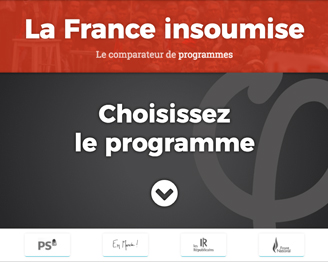 La France insoumise
Le comparateur de programmes
Choisissez
le programme
PS
En Marche !
les Républicains
Front National